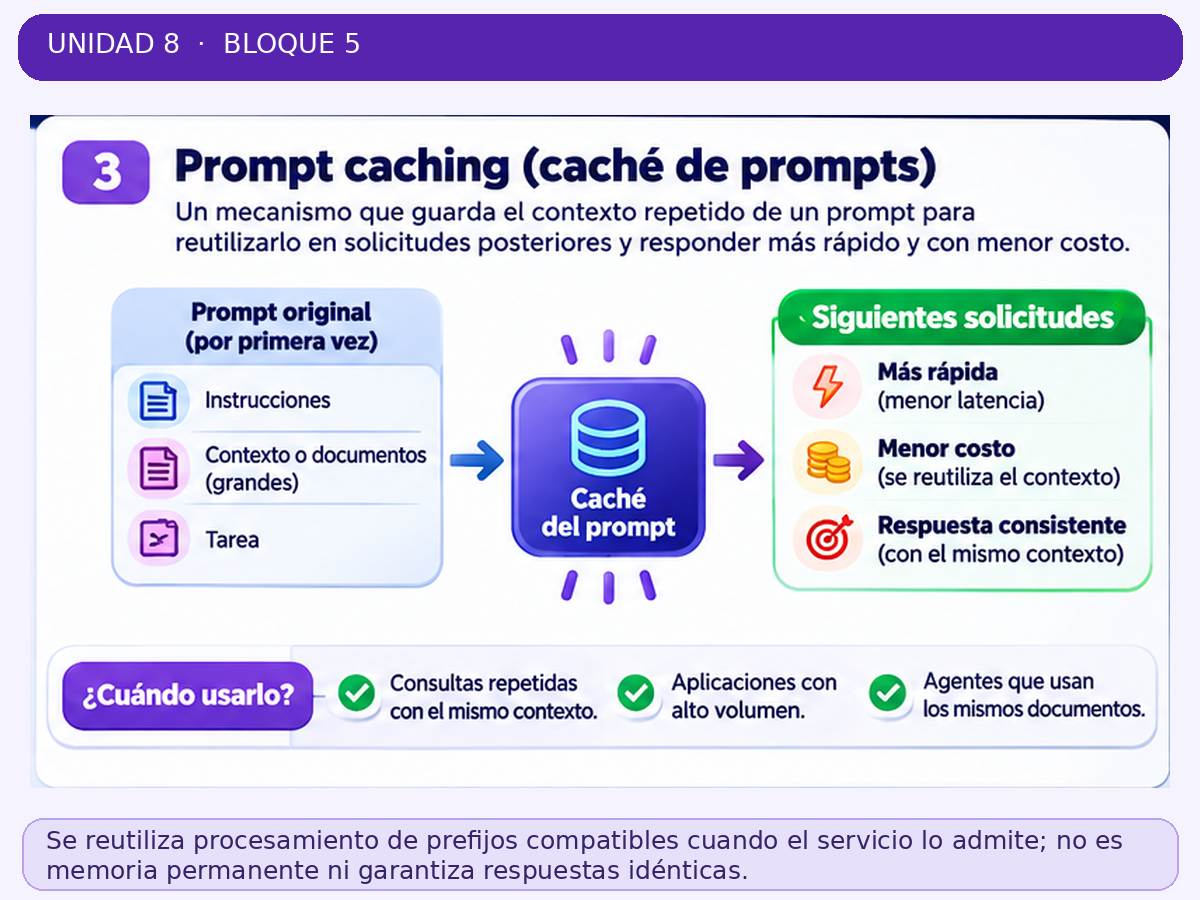 UNIDAD 8 · BLOQUE 5
3
Prompt caching (caché de prompts)
Un mecanismo que guarda el contexto repetido de un prompt para
reutilizarlo en solicitudes posteriores y responder más rápido y con menor costo.
Prompt original
(por primera vez)
Instrucciones
Contexto o documentos
(grandes)
Tarea
Caché
del prompt
Siguientes solicitudes
Más rápida
(menor latencia)
Menor costo
(se reutiliza el contexto)
Respuesta consistente
(con el mismo contexto)
¿Cuándo usarlo?
Consultas repetidas
con el mismo contexto.
Aplicaciones con
alto volumen.
Agentes que usan
los mismos documentos.
Se reutiliza procesamiento de prefijos compatibles cuando el servicio lo admite; no es
memoria permanente ni garantiza respuestas idénticas.